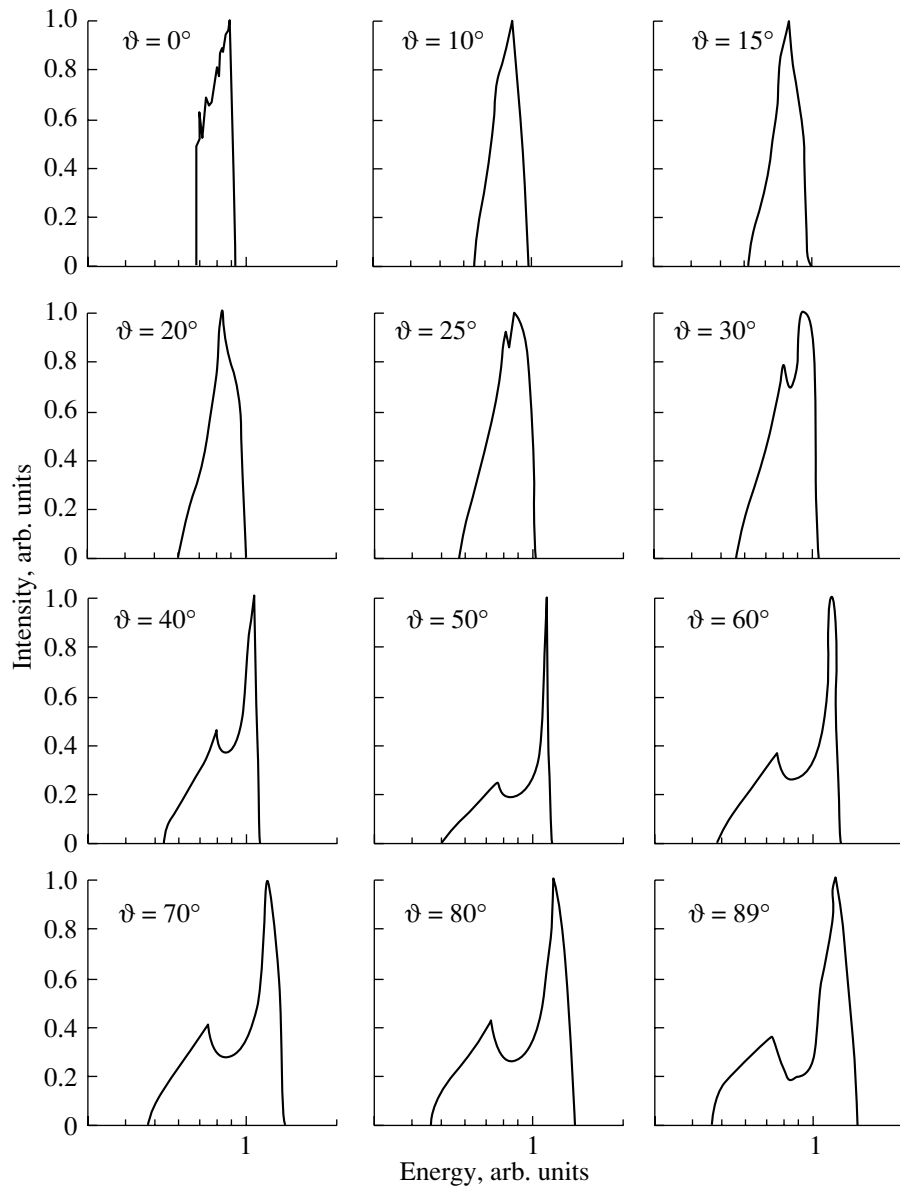 1.0
ϑ = 0°
ϑ = 10°
ϑ = 15°
0.8
0.6
0.4
0.2
0
1.0
ϑ = 20°
ϑ = 25°
ϑ = 30°
0.8
0.6
0.4
0.2
0
Intensity, arb. units
1.0
ϑ = 40°
ϑ = 50°
ϑ = 60°
0.8
0.6
0.4
0.2
0
1.0
ϑ = 70°
ϑ = 80°
ϑ = 89°
0.8
0.6
0.4
0.2
0
1 1 1
Energy, arb. units